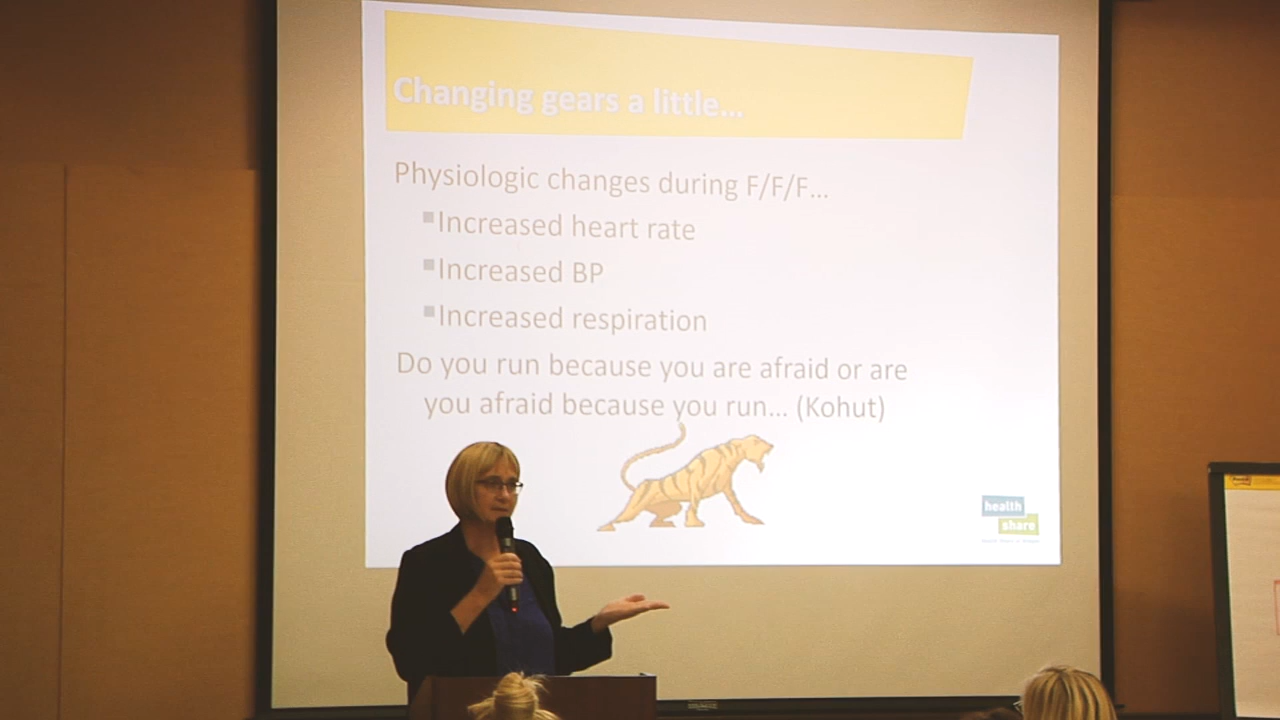 Changing gears a little...
Physiologic changes during F/F/F...
Increased heart rate
Increased BP
Increased respiration
Do you run because you are afraid or are
you afraid because you run... (Kohut)
health
share